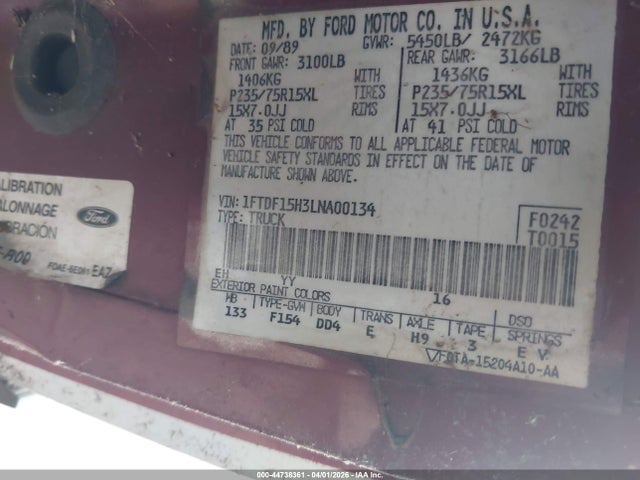 MFD. BY FORD MOTOR CO. IN U.S.A.
DATE: 09/89 GVWR: 5450LB/ 2472KG
FRONT GAWR: 3100LB REAR GAWR: 3166LB
1406KG WITH 1436KG WITH
P235/75R15XL TIRES P235/75R15XL TIRES
15X7.0JJ RIMS 15X7.0JJ RIMS
AT 35 PSI COLD AT 41 PSI COLD
THIS VEHICLE CONFORMS TO ALL APPLICABLE FEDERAL MOTOR
VEHICLE SAFETY STANDARDS IN EFFECT ON THE DATE OF
MANUFACTURE SHOWN ABOVE.
VIN: 1FTDF15H3LNA00134
TYPE: TRUCK
F0242
T0015
EH YY 16
EXTERIOR PAINT COLORS DSO
WB TYPE-GVW BODY TRANS AXLE TAPE SPRINGS
133 F154 DD4 E H9 3 E V
FOTA-15204A10-AA
ALIBRATION
ALONNAGE
BRACIÓN
Ford
EA2
000-44738361 - 04/01/2026 - IAAI.com